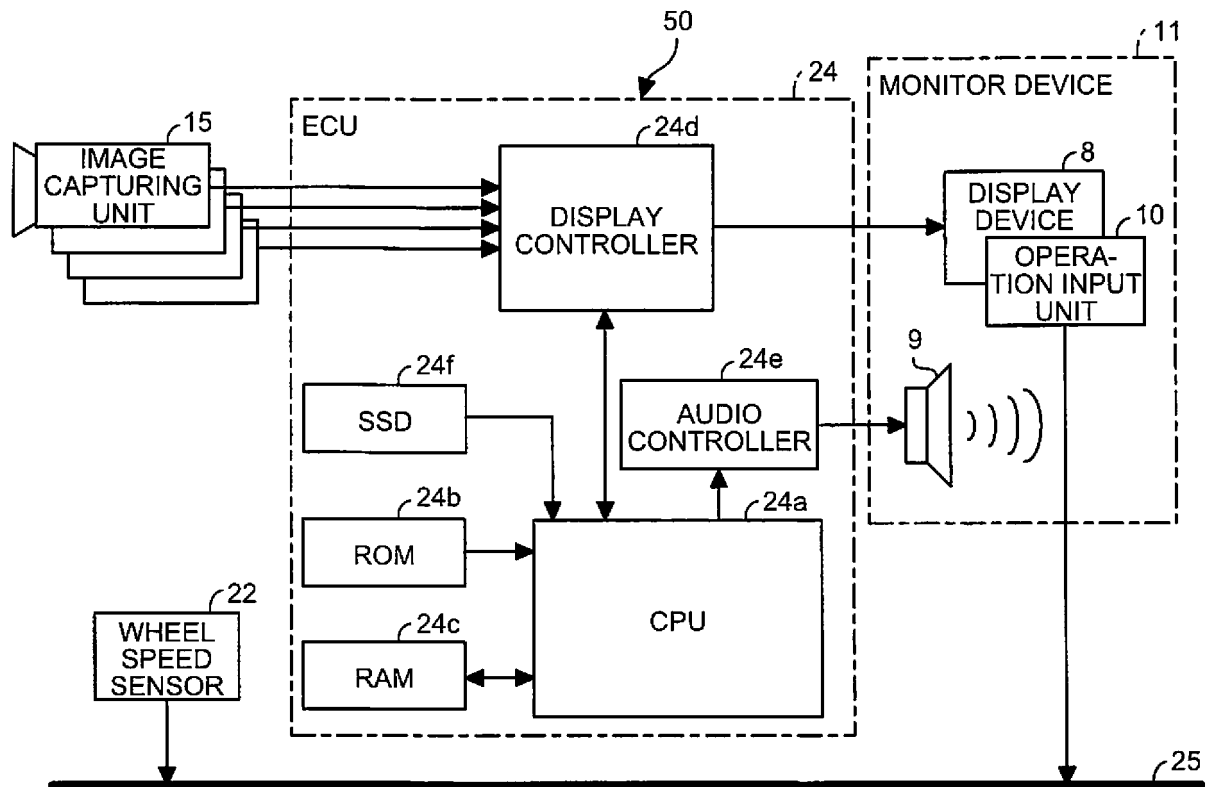 50
11
24
MONITOR DEVICE
ECU
15
24d
8
IMAGE
CAPTURING
UNIT
DISPLAY
CONTROLLER
DISPLAY
DEVICE
10
OPERA-
TION INPUT
UNIT
24f
SSD
24e
AUDIO
CONTROLLER
9
24b
ROM
24a
CPU
22
WHEEL
SPEED
SENSOR
24c
RAM
25